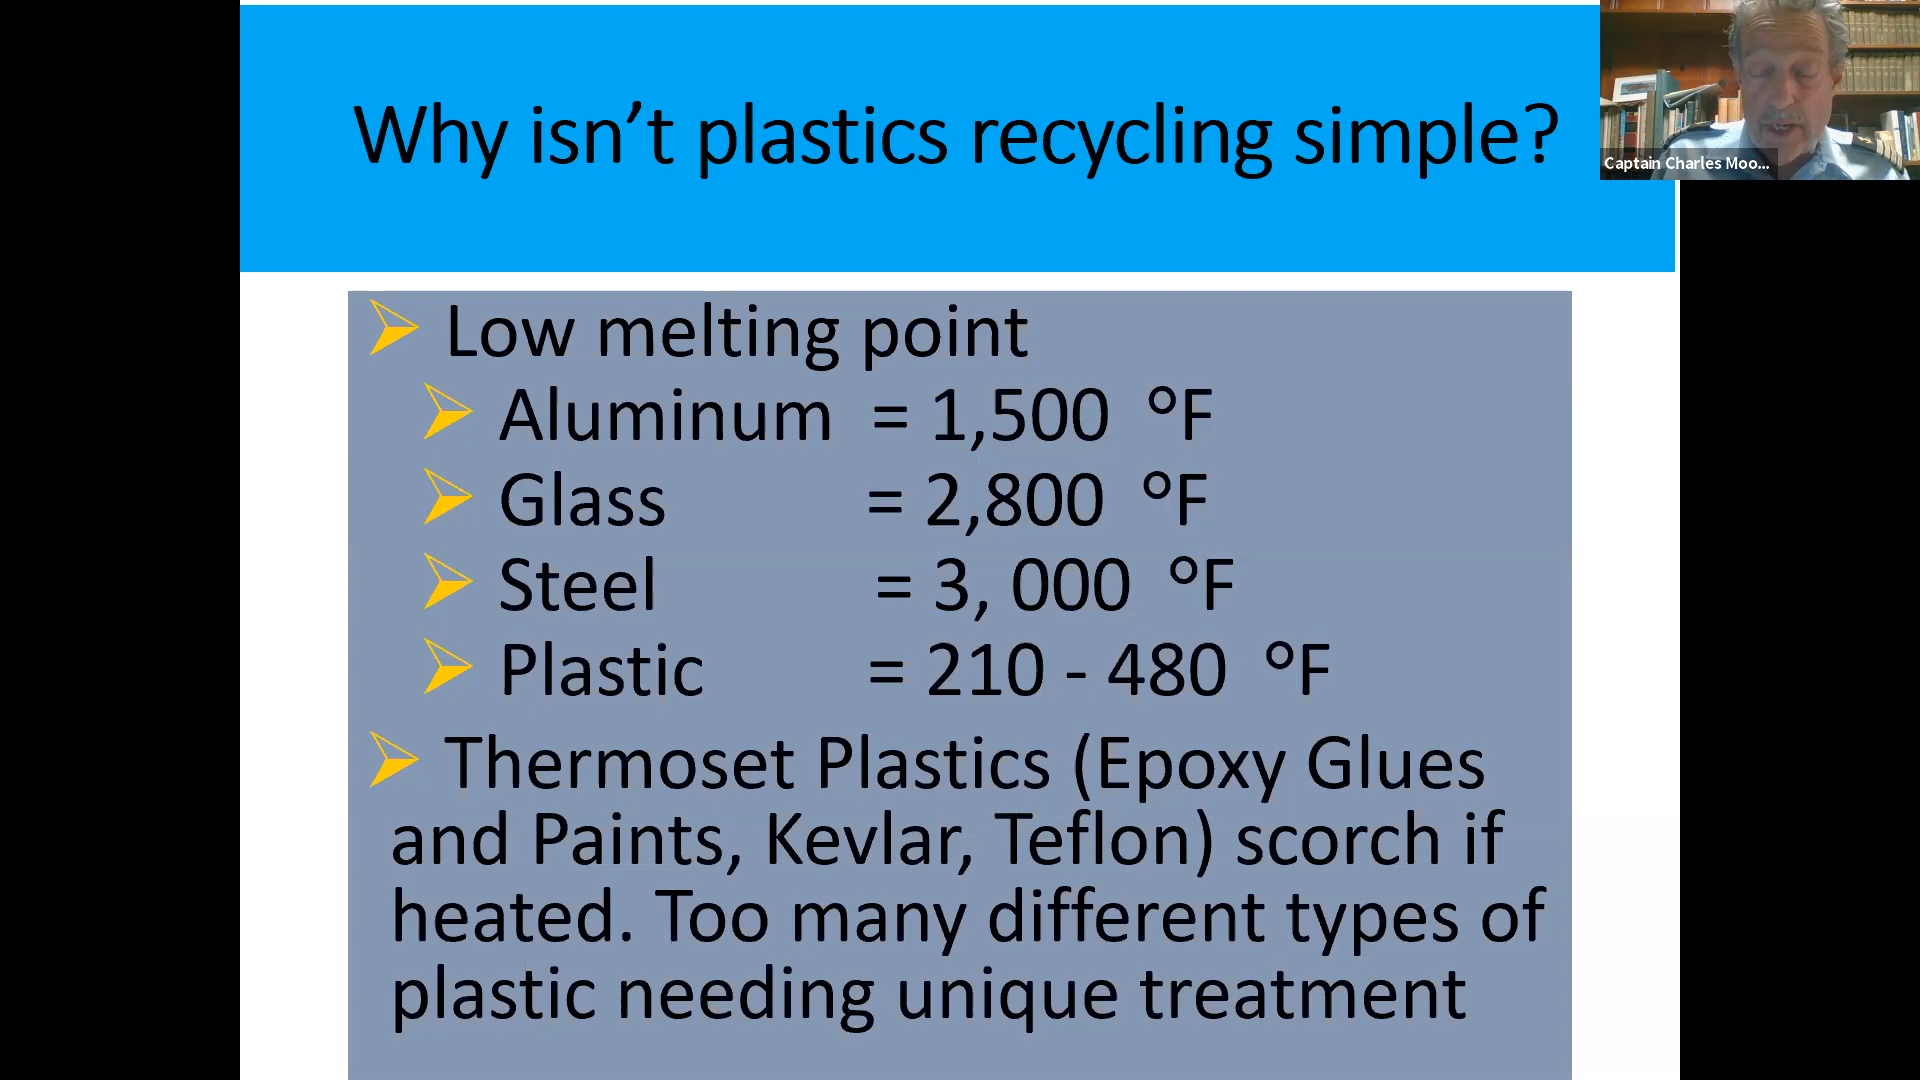 Why isn’t plastics recycling simple?
Captain Charles Moo...
Low melting point
Aluminum = 1,500 °F
Glass = 2,800 °F
Steel = 3, 000 °F
Plastic = 210 - 480 °F
Thermoset Plastics (Epoxy Glues
and Paints, Kevlar, Teflon) scorch if
heated. Too many different types of
plastic needing unique treatment